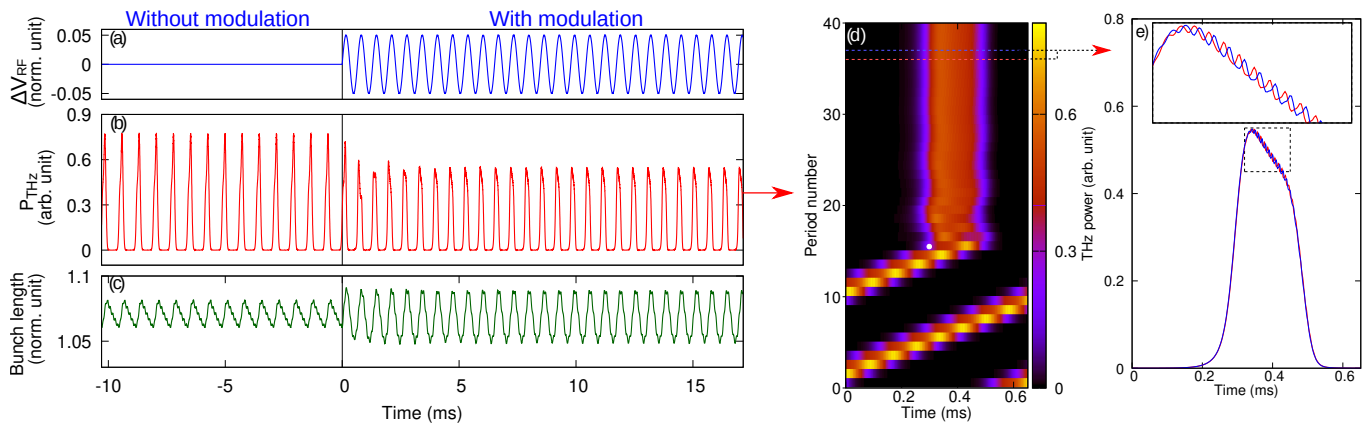 Without modulation
With modulation
(a)
ΔV_RF
(norm. unit)
0.05
0
-0.05
(b)
P_THz
(arb. unit)
0.9
0.6
0.3
0
(c)
Bunch length
(norm. unit)
1.1
1.05
-10 -5 0 5 10 15
Time (ms)
(d)
Period number
40
30
20
10
0
0 0.2 0.4 0.6
Time (ms)
0.6
0.3
0
e)
THz power (arb. unit)
0.8
0.6
0.4
0.2
0
0 0.2 0.4 0.6
Time (ms)